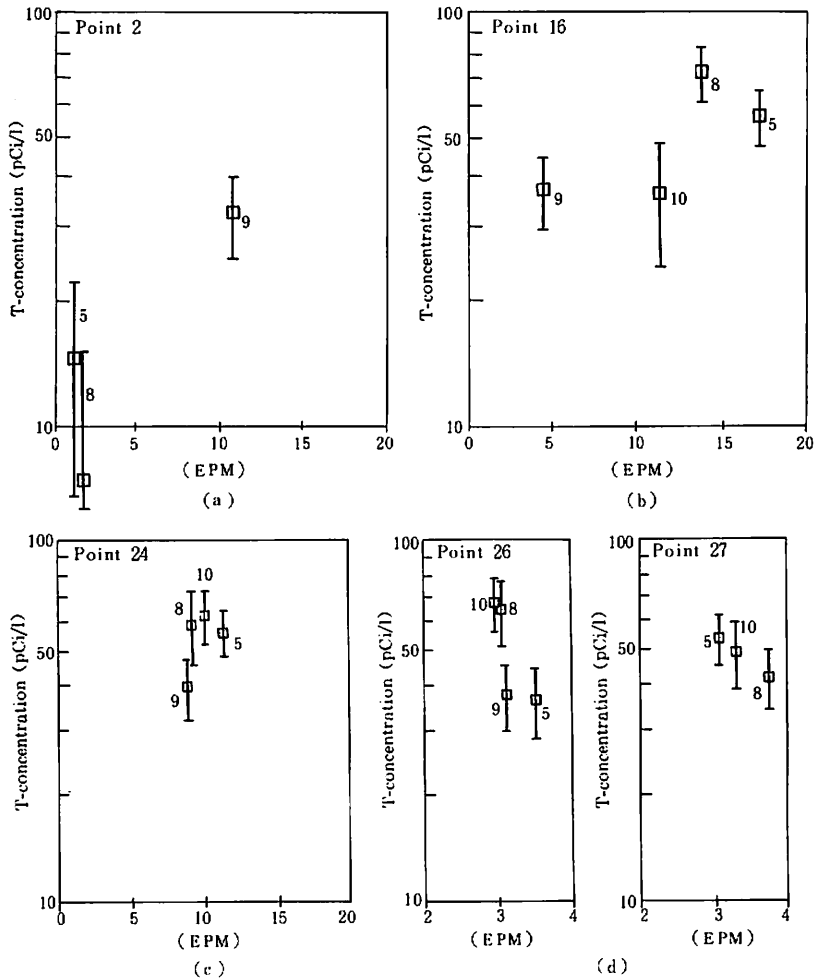 Point 2
T-concentration (pCi/l)
100
50
10
5
8
9
0
5
10
15
20
(EPM)
(a)
Point 16
T-concentration (pCi/l)
100
50
10
9
10
8
5
0
5
10
15
20
(EPM)
(b)
Point 24
T-concentration (pCi/l)
100
50
10
10
8
5
9
0
5
10
15
20
(EPM)
(c)
Point 26
T-concentration (pCi/l)
100
50
10
10
8
9
5
2
3
4
(EPM)
Point 27
T-concentration (pCi/l)
100
50
10
5
10
8
2
3
4
(EPM)
(d)